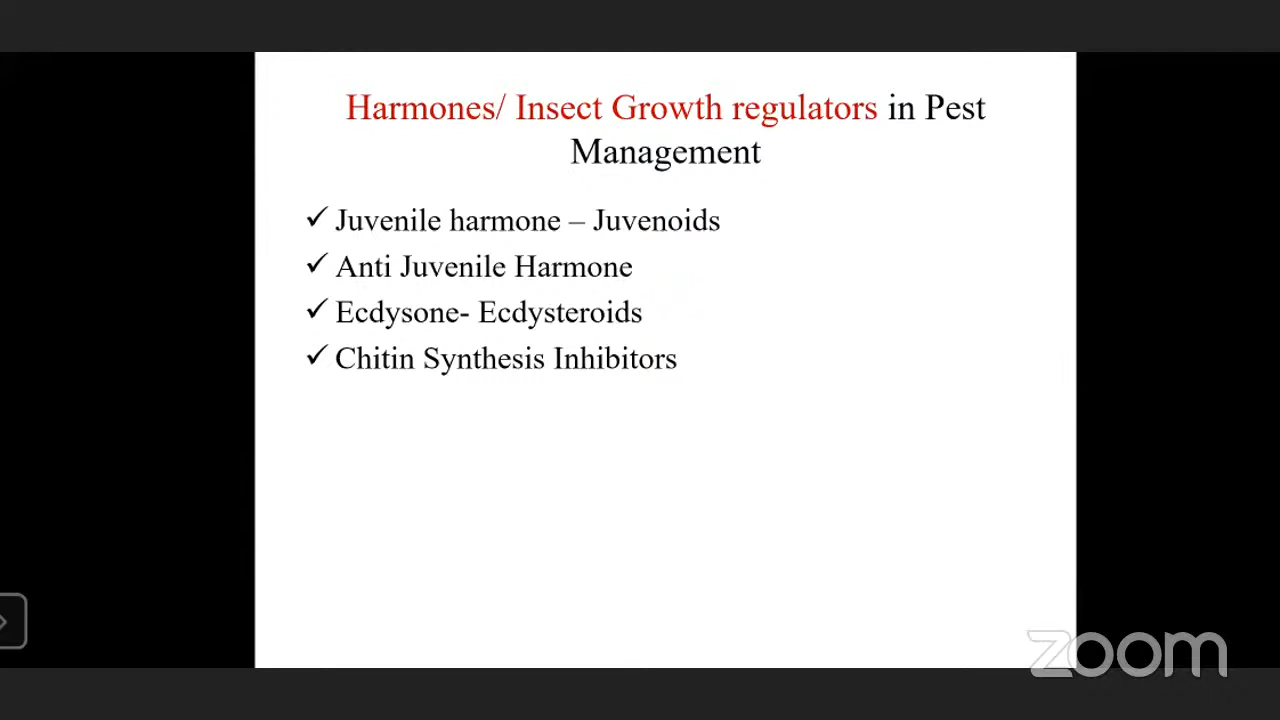 Harmones/ Insect Growth regulators in Pest
Management
✓ Juvenile harmone – Juvenoids
✓ Anti Juvenile Harmone
✓ Ecdysone- Ecdysteroids
✓ Chitin Synthesis Inhibitors
zoom